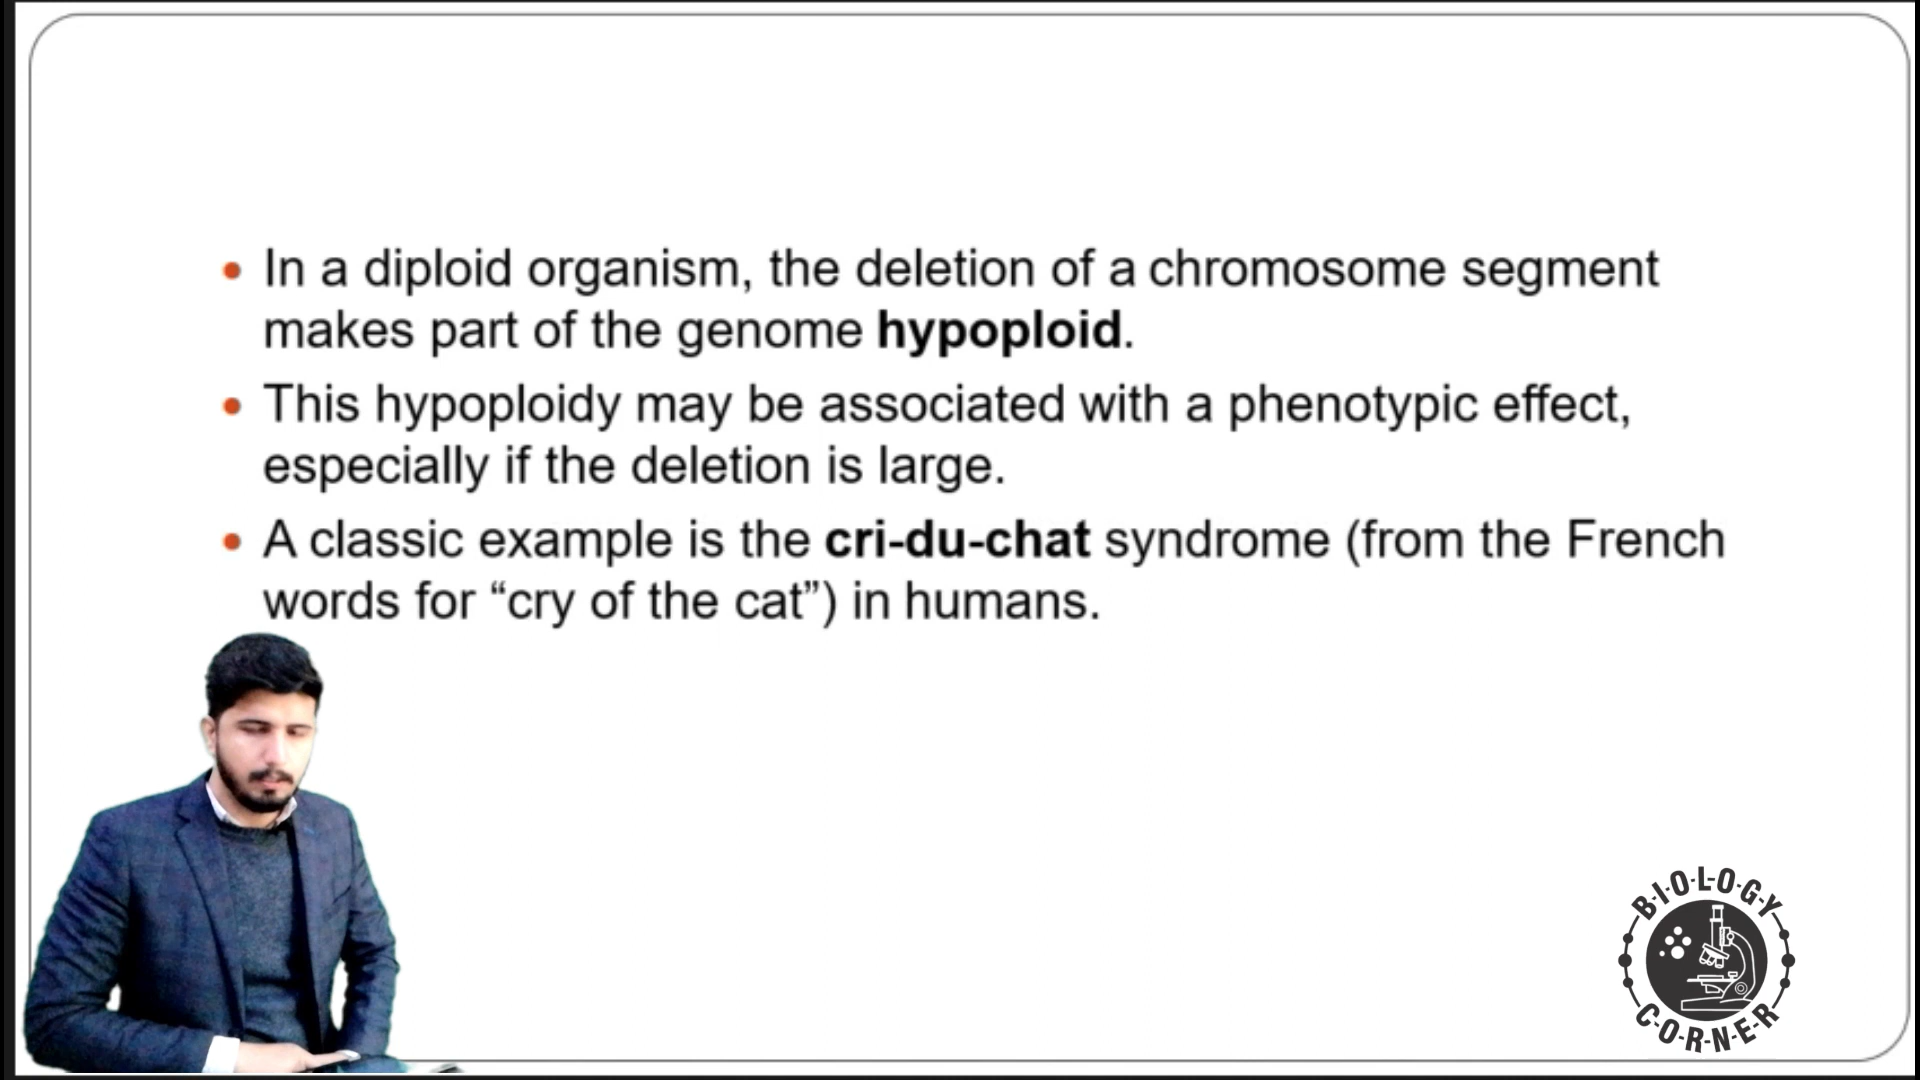 In a diploid organism, the deletion of a chromosome segment
makes part of the genome hypoploid.
This hypoploidy may be associated with a phenotypic effect,
especially if the deletion is large.
A classic example is the cri-du-chat syndrome (from the French
words for “cry of the cat”) in humans.
B·I·O·L·O·G·Y
C·O·R·N·E·R